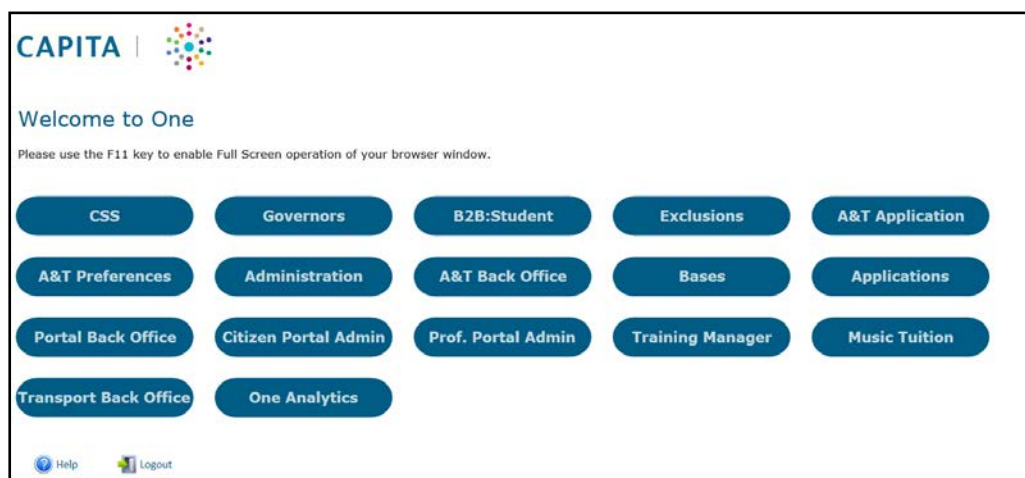 CAPITA
Welcome to One
Please use the F11 key to enable Full Screen operation of your browser window.
CSS Governors B2B:Student Exclusions A&T Application
A&T Preferences Administration A&T Back Office Bases Applications
Portal Back Office Citizen Portal Admin Prof. Portal Admin Training Manager Music Tuition
Transport Back Office One Analytics
Help Logout